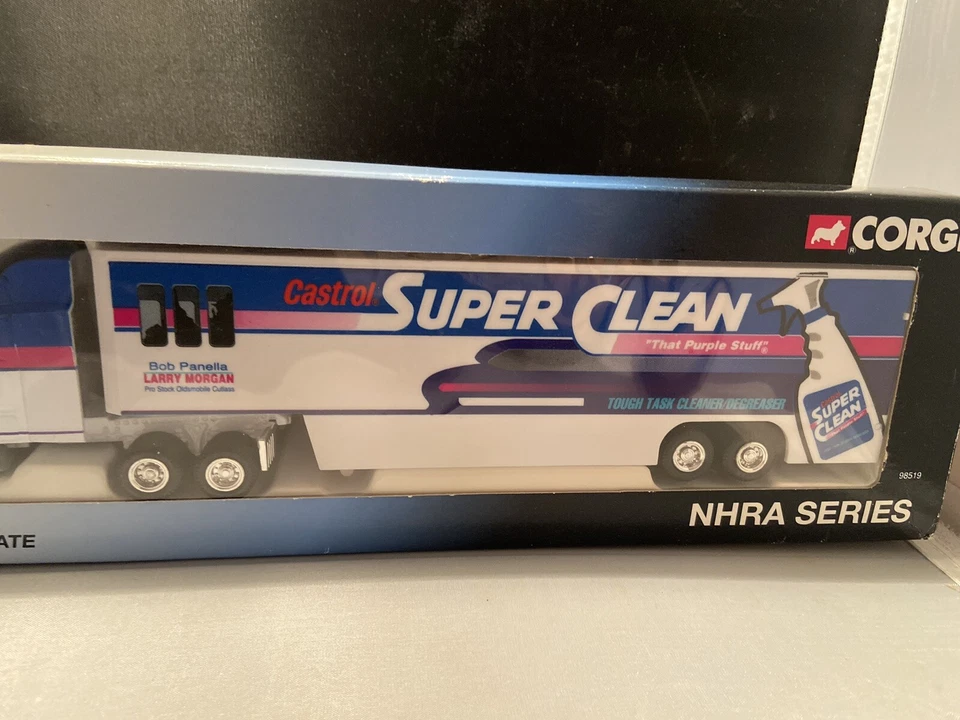 CORGI
Castrol SUPER CLEAN
"That Purple Stuff"®
Bob Panella
LARRY MORGAN
Pro Stock Oldsmobile Cutlass
TOUGH TASK CLEANER/DEGREASER
SUPER
CLEAN
98519
NHRA SERIES
ATE